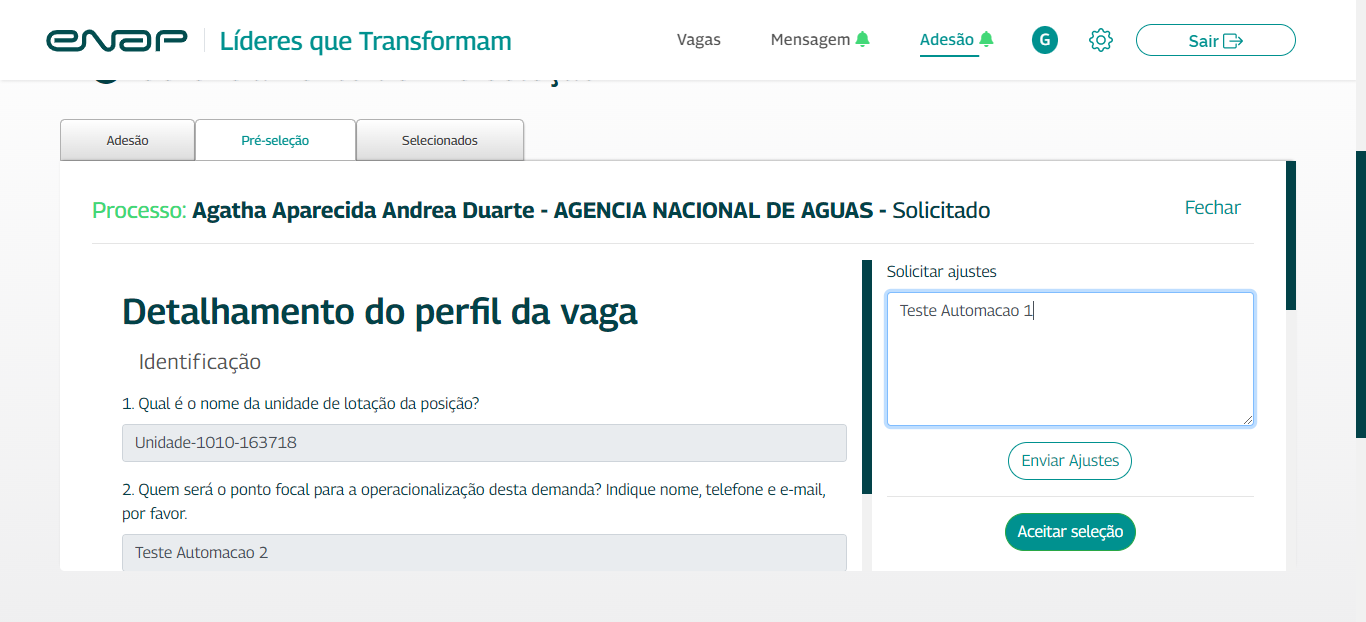 enap Líderes que Transformam Vagas Mensagem Adesão G Sair
Adesão Pré-seleção Selecionados
Processo: Agatha Aparecida Andrea Duarte - AGENCIA NACIONAL DE AGUAS - Solicitado Fechar
Detalhamento do perfil da vaga
Identificação
1. Qual é o nome da unidade de lotação da posição?
Unidade-1010-163718
2. Quem será o ponto focal para a operacionalização desta demanda? Indique nome, telefone e e-mail,
por favor.
Teste Automacao 2
Solicitar ajustes
Teste Automacao 1
Enviar Ajustes
Aceitar seleção